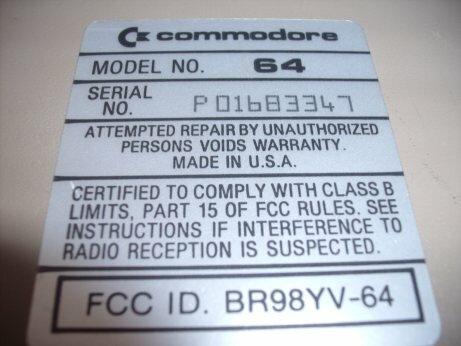 commodore
MODEL NO. 64
SERIAL
NO. P01683347
ATTEMPTED REPAIR BY UNAUTHORIZED
PERSONS VOIDS WARRANTY.
MADE IN U.S.A.
CERTIFIED TO COMPLY WITH CLASS B
LIMITS, PART 15 OF FCC RULES. SEE
INSTRUCTIONS IF INTERFERENCE TO
RADIO RECEPTION IS SUSPECTED.
FCC ID. BR98YV-64